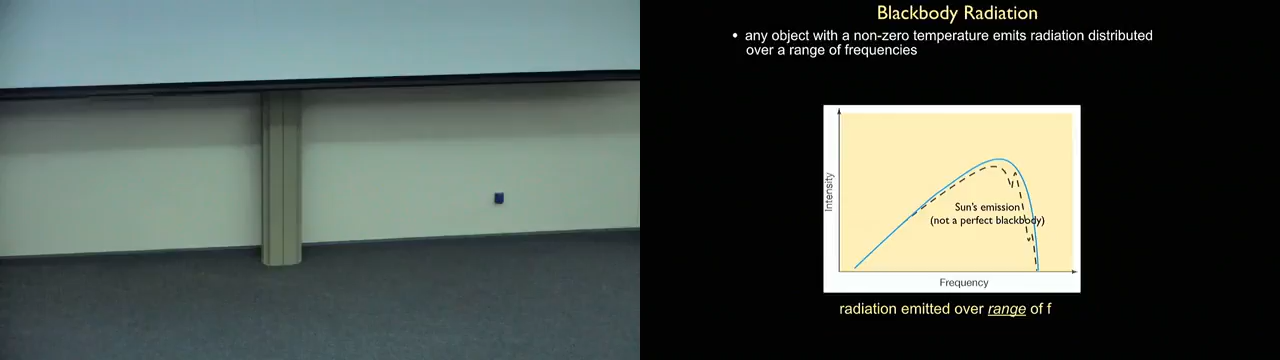 Blackbody Radiation
• any object with a non-zero temperature emits radiation distributed
over a range of frequencies
Intensity
Sun's emission
(not a perfect blackbody)
Frequency
radiation emitted over range of f